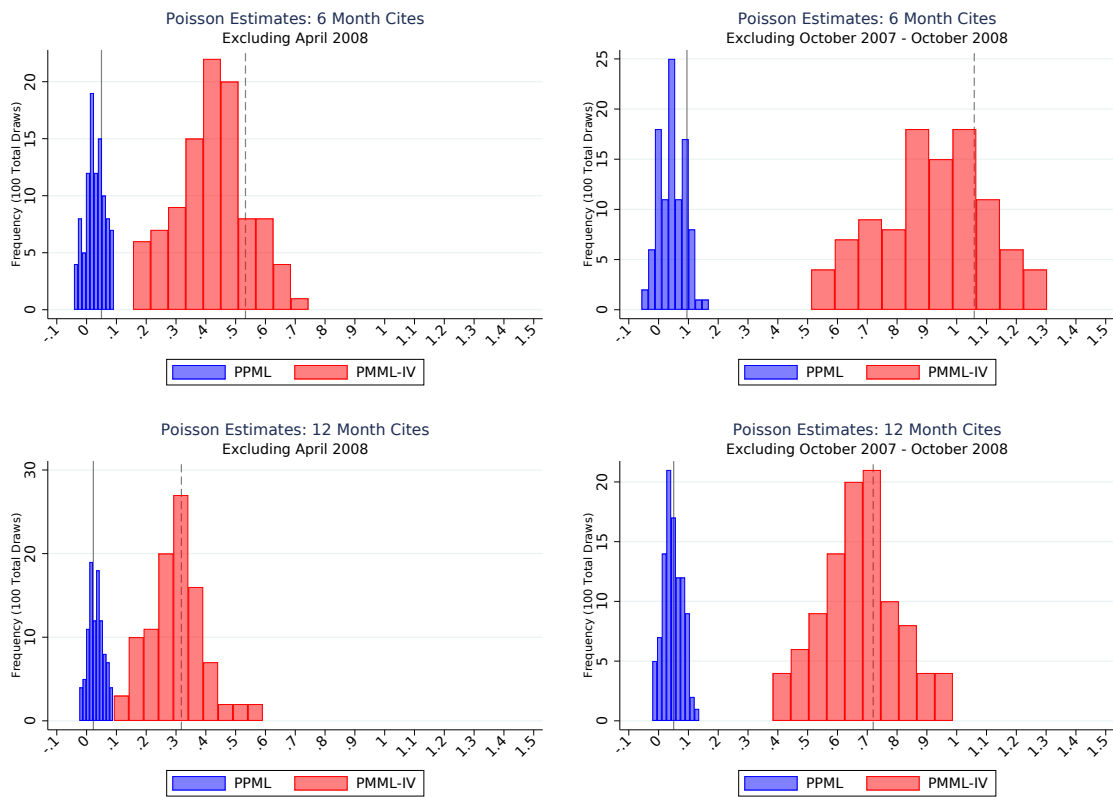 Poisson Estimates: 6 Month Cites
Excluding April 2008
Frequency (100 Total Draws)
20
15
10
5
0
-.1 0 .1 .2 .3 .4 .5 .6 .7 .8 .9 1 1.1 1.2 1.3 1.4 1.5
PPML PMML-IV
Poisson Estimates: 6 Month Cites
Excluding October 2007 - October 2008
Frequency (100 Total Draws)
25
20
15
10
5
0
-.1 0 .1 .2 .3 .4 .5 .6 .7 .8 .9 1 1.1 1.2 1.3 1.4 1.5
PPML PMML-IV
Poisson Estimates: 12 Month Cites
Excluding April 2008
Frequency (100 Total Draws)
30
20
10
0
-.1 0 .1 .2 .3 .4 .5 .6 .7 .8 .9 1 1.1 1.2 1.3 1.4 1.5
PPML PMML-IV
Poisson Estimates: 12 Month Cites
Excluding October 2007 - October 2008
Frequency (100 Total Draws)
20
15
10
5
0
-.1 0 .1 .2 .3 .4 .5 .6 .7 .8 .9 1 1.1 1.2 1.3 1.4 1.5
PPML PMML-IV